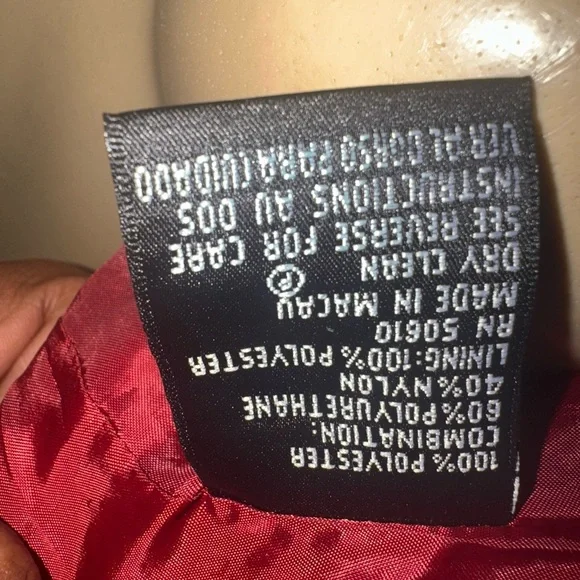 100% POLYESTER
COMBINATION:
60% POLYURETHANE
40% NYLON
LINING: 100% POLYESTER
RN 50610
MADE IN MACAU
DRY CLEAN Ⓟ
SEE REVERSE FOR CARE
INSTRUCTIONS AU DOS
VER AL DORSO PARA CUIDADO